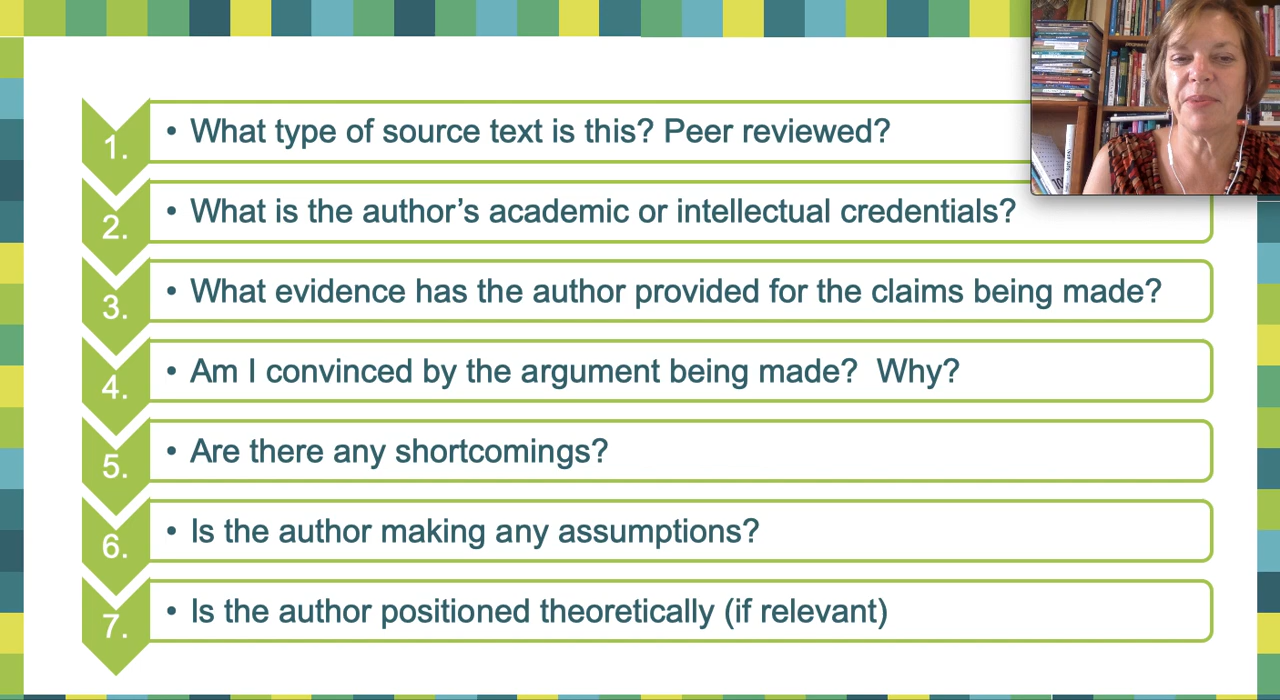 1.
• What type of source text is this? Peer reviewed?
2.
• What is the author’s academic or intellectual credentials?
3.
• What evidence has the author provided for the claims being made?
4.
• Am I convinced by the argument being made?  Why?
5.
• Are there any shortcomings?
6.
• Is the author making any assumptions?
7.
• Is the author positioned theoretically (if relevant)